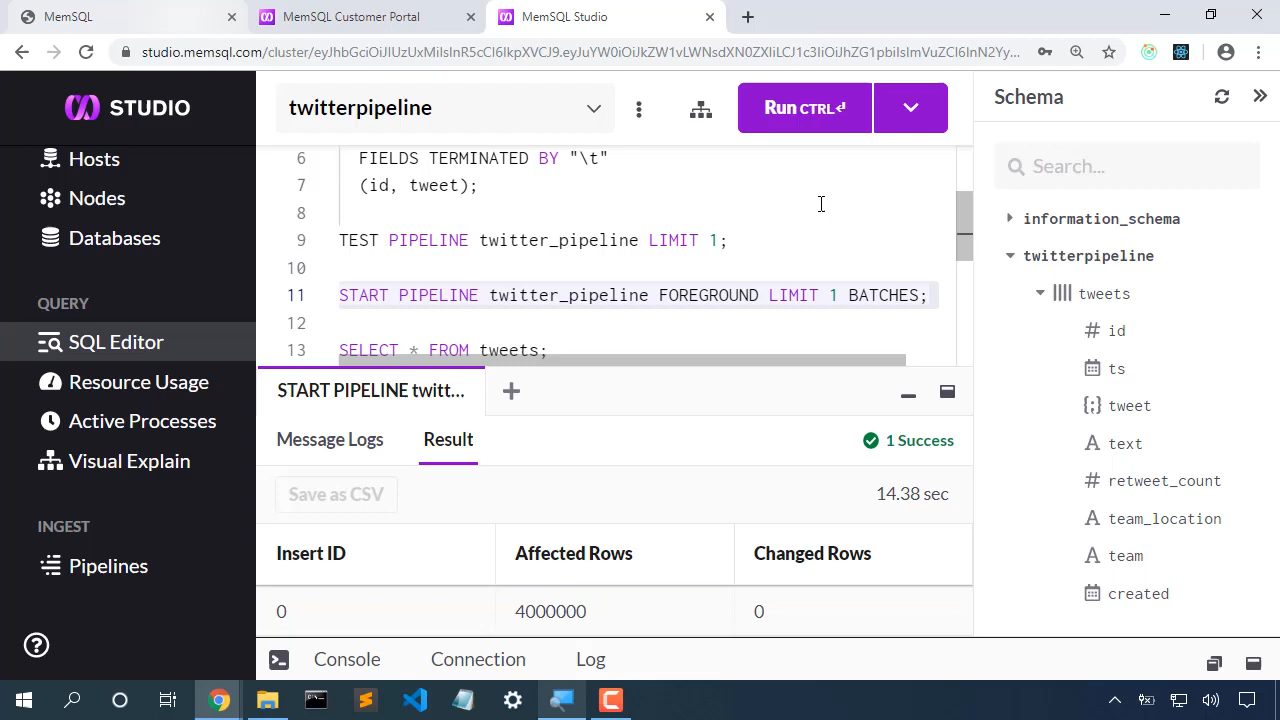 MemSQL
MemSQL Customer Portal
MemSQL Studio
studio.memsql.com/cluster/
STUDIO
twitterpipeline
Run CTRL
Schema
Hosts
Nodes
Databases
QUERY
SQL Editor
Resource Usage
Active Processes
Visual Explain
INGEST
Pipelines
6 FIELDS TERMINATED BY "\t"
7 (id, tweet);
8
9 TEST PIPELINE twitter_pipeline LIMIT 1;
10
11 START PIPELINE twitter_pipeline FOREGROUND LIMIT 1 BATCHES;
12
13 SELECT * FROM tweets;
START PIPELINE twitt...
Message Logs
Result
1 Success
Save as CSV
14.38 sec
Insert ID
Affected Rows
Changed Rows
0
4000000
0
Console
Connection
Log
Search...
information_schema
twitterpipeline
tweets
id
ts
tweet
text
retweet_count
team_location
team
created